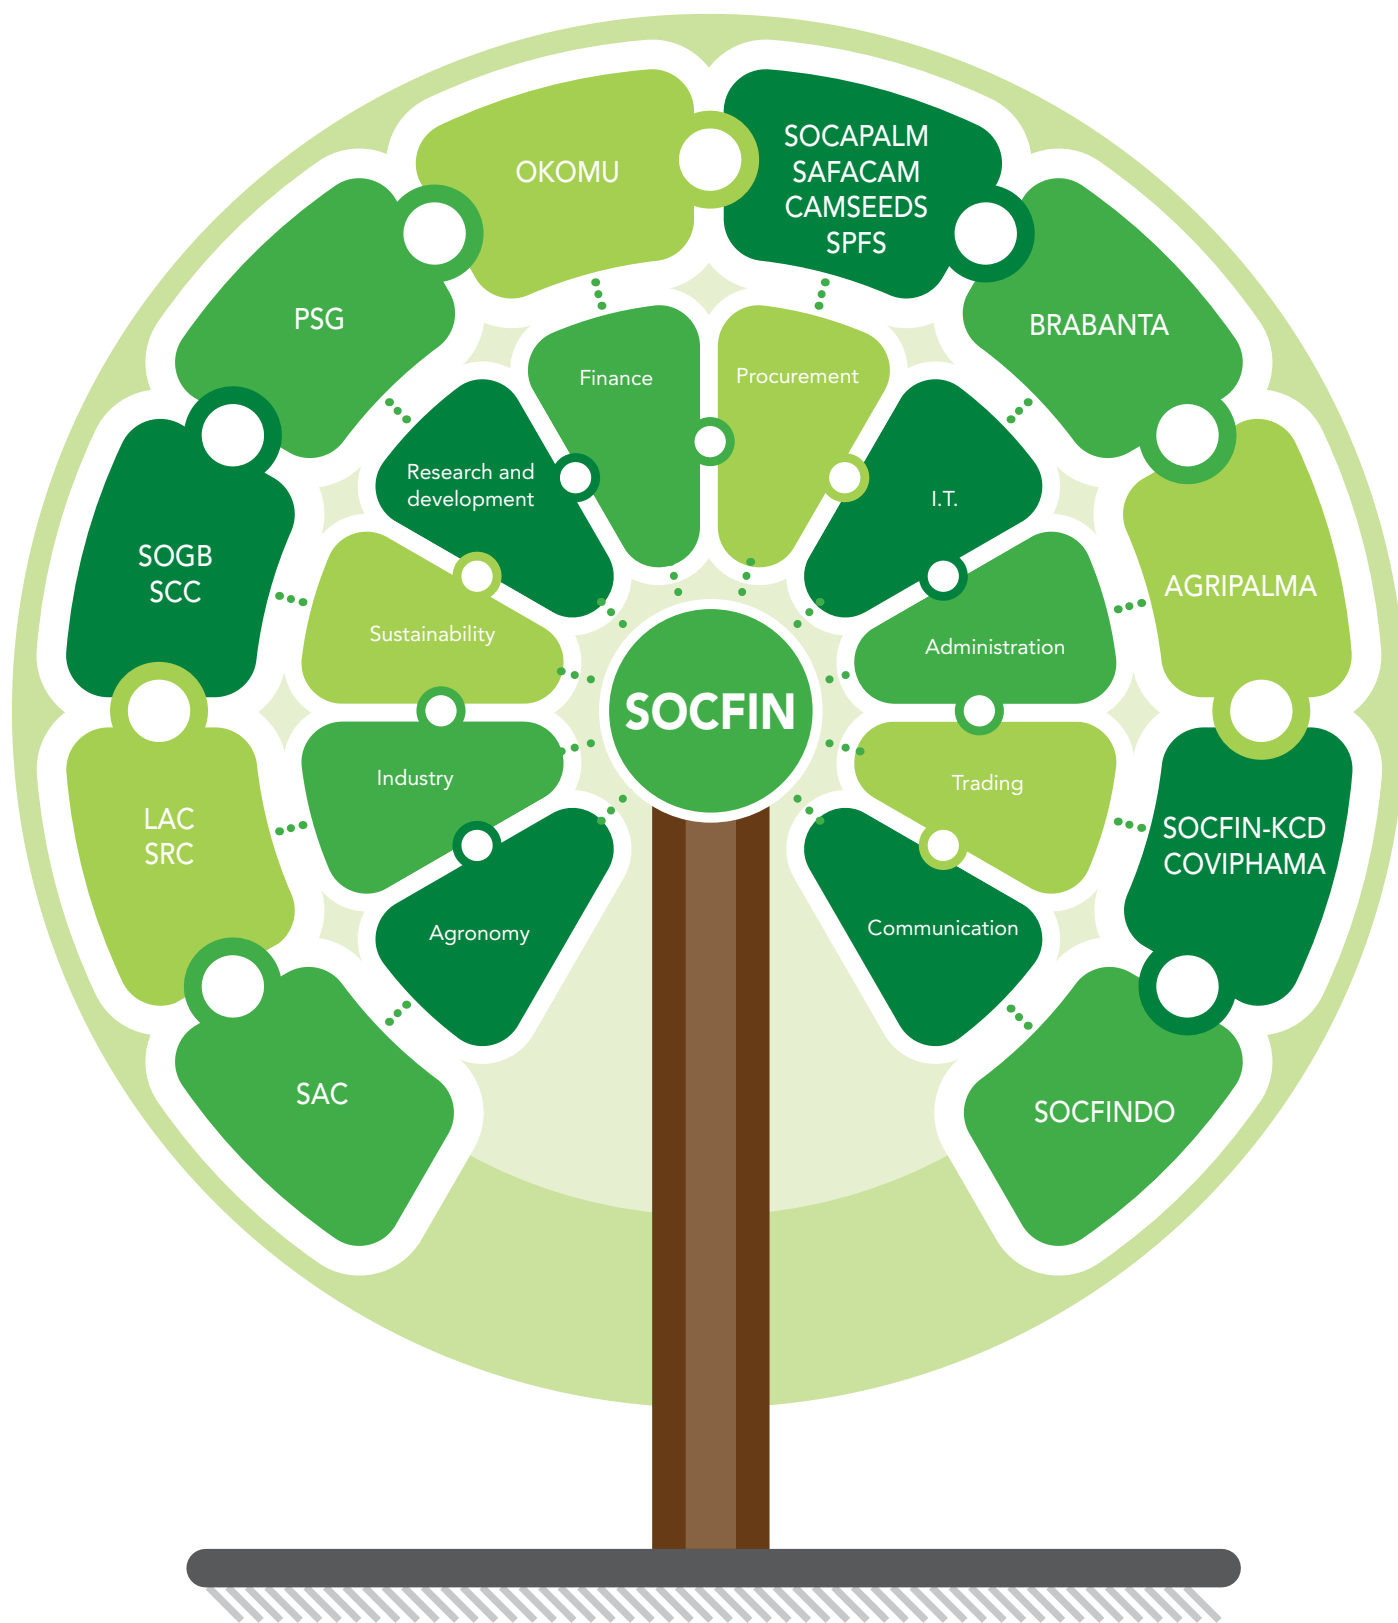 OKOMU
SOCAPALM
SAFACAM
CAMSEEDS
SPFS
PSG
BRABANTA
Finance
Procurement
Research and
development
I.T.
SOGB
SCC
AGRIPALMA
Sustainability
Administration
SOCFIN
Industry
Trading
LAC
SRC
SOCFIN-KCD
COVIPHAMA
Agronomy
Communication
SAC
SOCFINDO